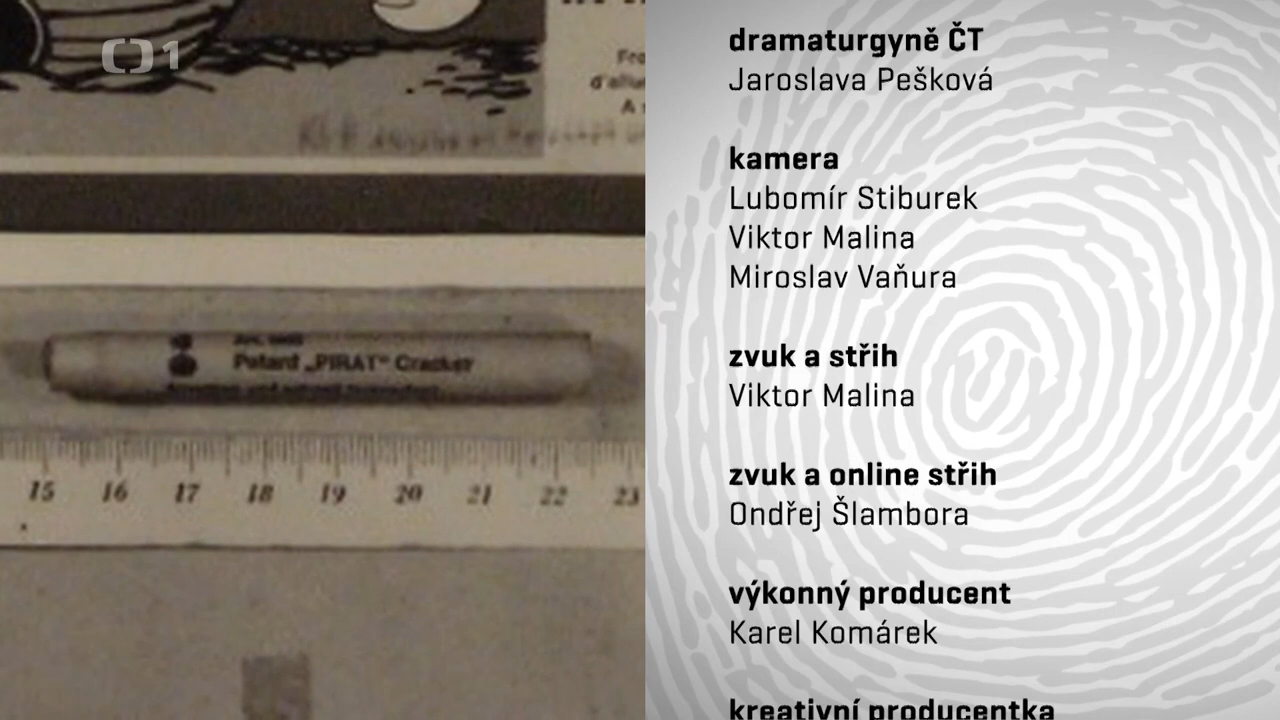 1
Petard „PIRAT“ Cracker
15 16 17 18 19 20 21 22 23
dramaturgyně ČT
Jaroslava Pešková
kamera
Lubomír Stiburek
Viktor Malina
Miroslav Vaňura
zvuk a střih
Viktor Malina
zvuk a online střih
Ondřej Šlambora
výkonný producent
Karel Komárek
kreativní producentka